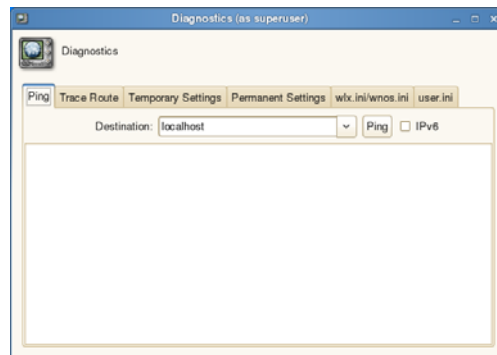 Diagnostics (as superuser)
Diagnostics
Ping Trace Route Temporary Settings Permanent Settings wlx.ini/wnos.ini user.ini
Destination: localhost Ping IPv6